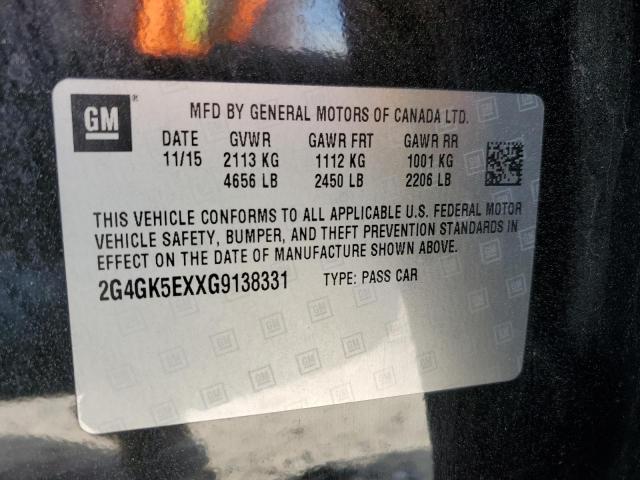 GM ®
MFD BY GENERAL MOTORS OF CANADA LTD.
DATE GVWR GAWR FRT GAWR RR
11/15 2113 KG 1112 KG 1001 KG
4656 LB 2450 LB 2206 LB
THIS VEHICLE CONFORMS TO ALL APPLICABLE U.S. FEDERAL MOTOR
VEHICLE SAFETY, BUMPER, AND THEFT PREVENTION STANDARDS IN
EFFECT ON THE DATE OF MANUFACTURE SHOWN ABOVE.
2G4GK5EXXG9138331 TYPE: PASS CAR